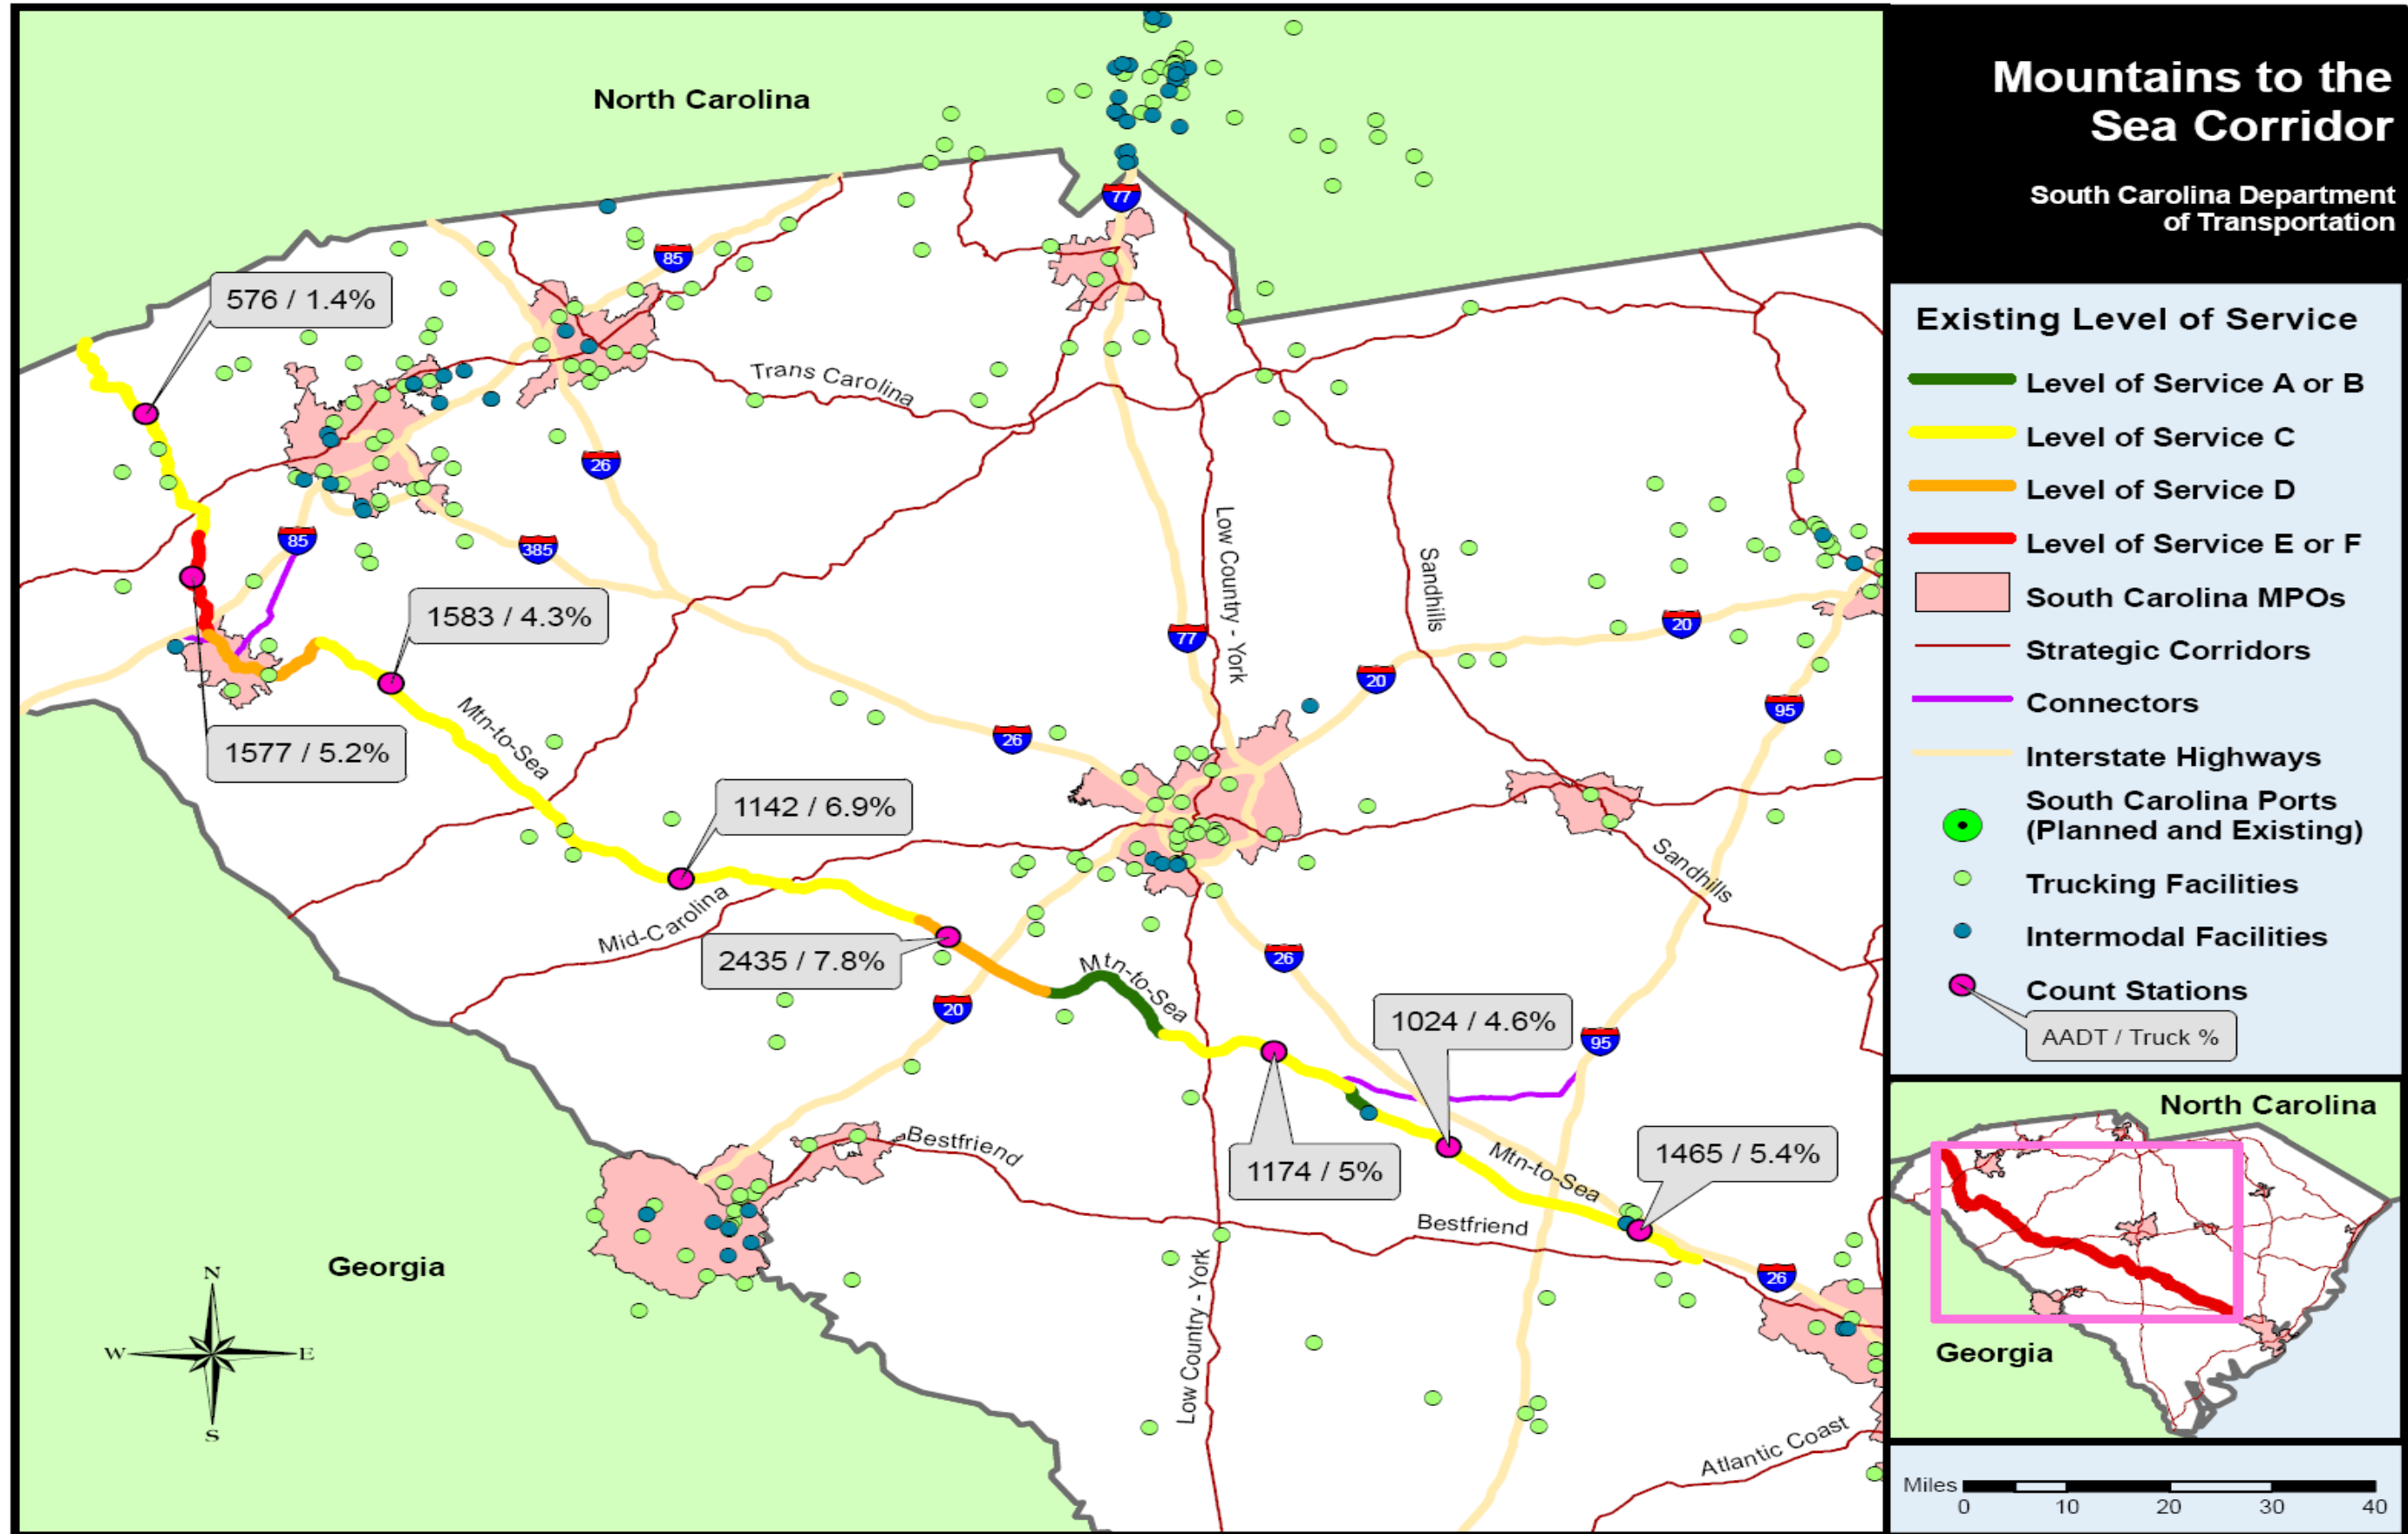 Mountains to the
Sea Corridor
South Carolina Department
of Transportation
Existing Level of Service
Level of Service A or B
Level of Service C
Level of Service D
Level of Service E or F
South Carolina MPOs
Strategic Corridors
Connectors
Interstate Highways
South Carolina Ports
(Planned and Existing)
Trucking Facilities
Intermodal Facilities
Count Stations
AADT / Truck %
North Carolina
Georgia
Miles
0 10 20 30 40
North Carolina
77
85
576 / 1.4%
Trans Carolina
26
85
385
Low Country - York
Sandhills
1583 / 4.3%
77
20
20
95
Mtn-to-Sea
26
1577 / 5.2%
1142 / 6.9%
Sandhills
Mid-Carolina
2435 / 7.8%
26
Mtn-to-Sea
20
1024 / 4.6%
95
Bestfriend
1174 / 5%
Mtn-to-Sea
1465 / 5.4%
Bestfriend
Georgia
26
Low Country - York
Atlantic Coast
N
W
E
S